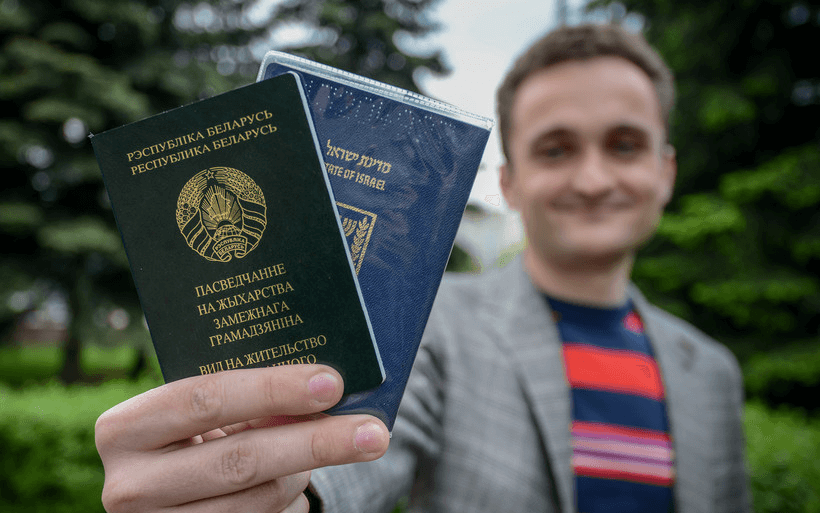 РЭСПУБЛІКА БЕЛАРУСЬ
РЕСПУБЛИКА БЕЛАРУСЬ
ПАСВЕДЧАННЕ
НА ЖЫХАРСТВА
ЗАМЕЖНАГА
ГРАМАДЗЯНІНА
ВИД НА ЖИТЕЛЬСТВО
מדינת ישראל
STATE OF ISRAEL